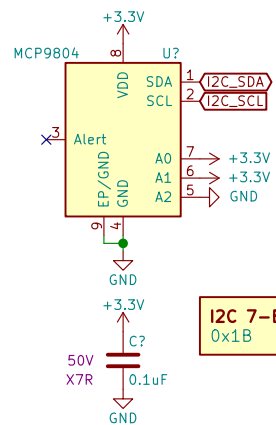 +3.3V
MCP9804
U?
8
VDD
SDA 1 I2C_SDA
SCL 2 I2C_SCL
3 Alert
A0 7 +3.3V
A1 6 +3.3V
A2 5 GND
EP/GND
GND
9
4
GND
+3.3V
C?
50V
X7R
0.1uF
GND
I2C 7-
0x1B